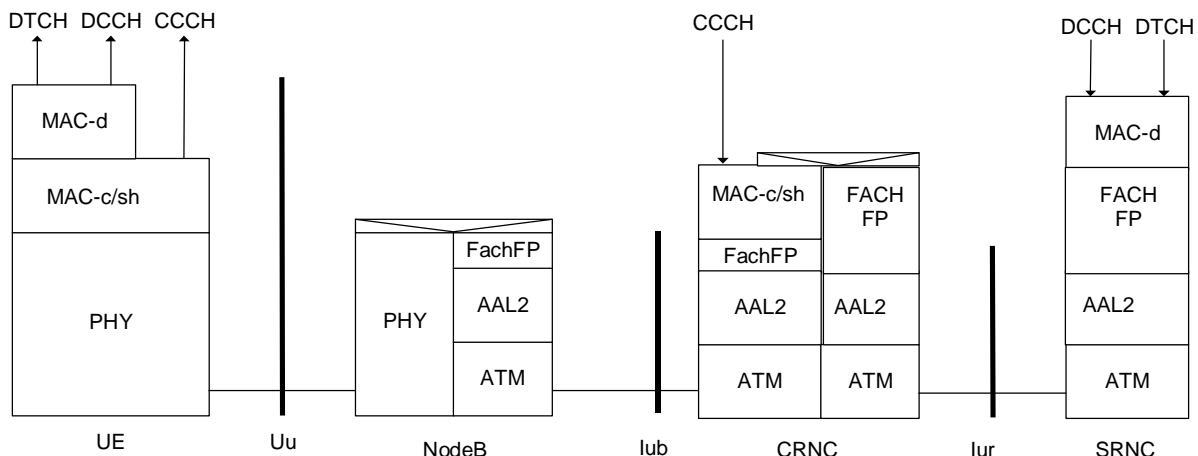 DTCH DCCH CCCH
CCCH
DCCH DTCH
MAC-d
MAC-c/sh
PHY
UE
Uu
PHY
FachFP
AAL2
ATM
NodeB
Iub
MAC-c/sh
FachFP
AAL2
ATM
FACH
FP
AAL2
ATM
CRNC
Iur
MAC-d
FACH
FP
AAL2
ATM
SRNC